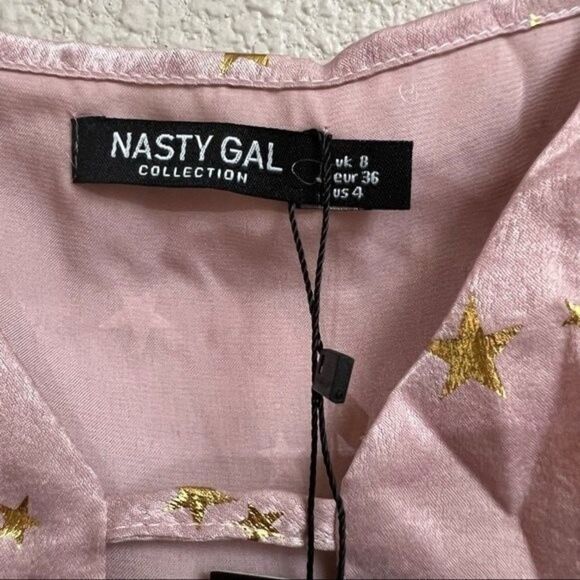 NASTY GAL
COLLECTION
uk 8
eur 36
us 4